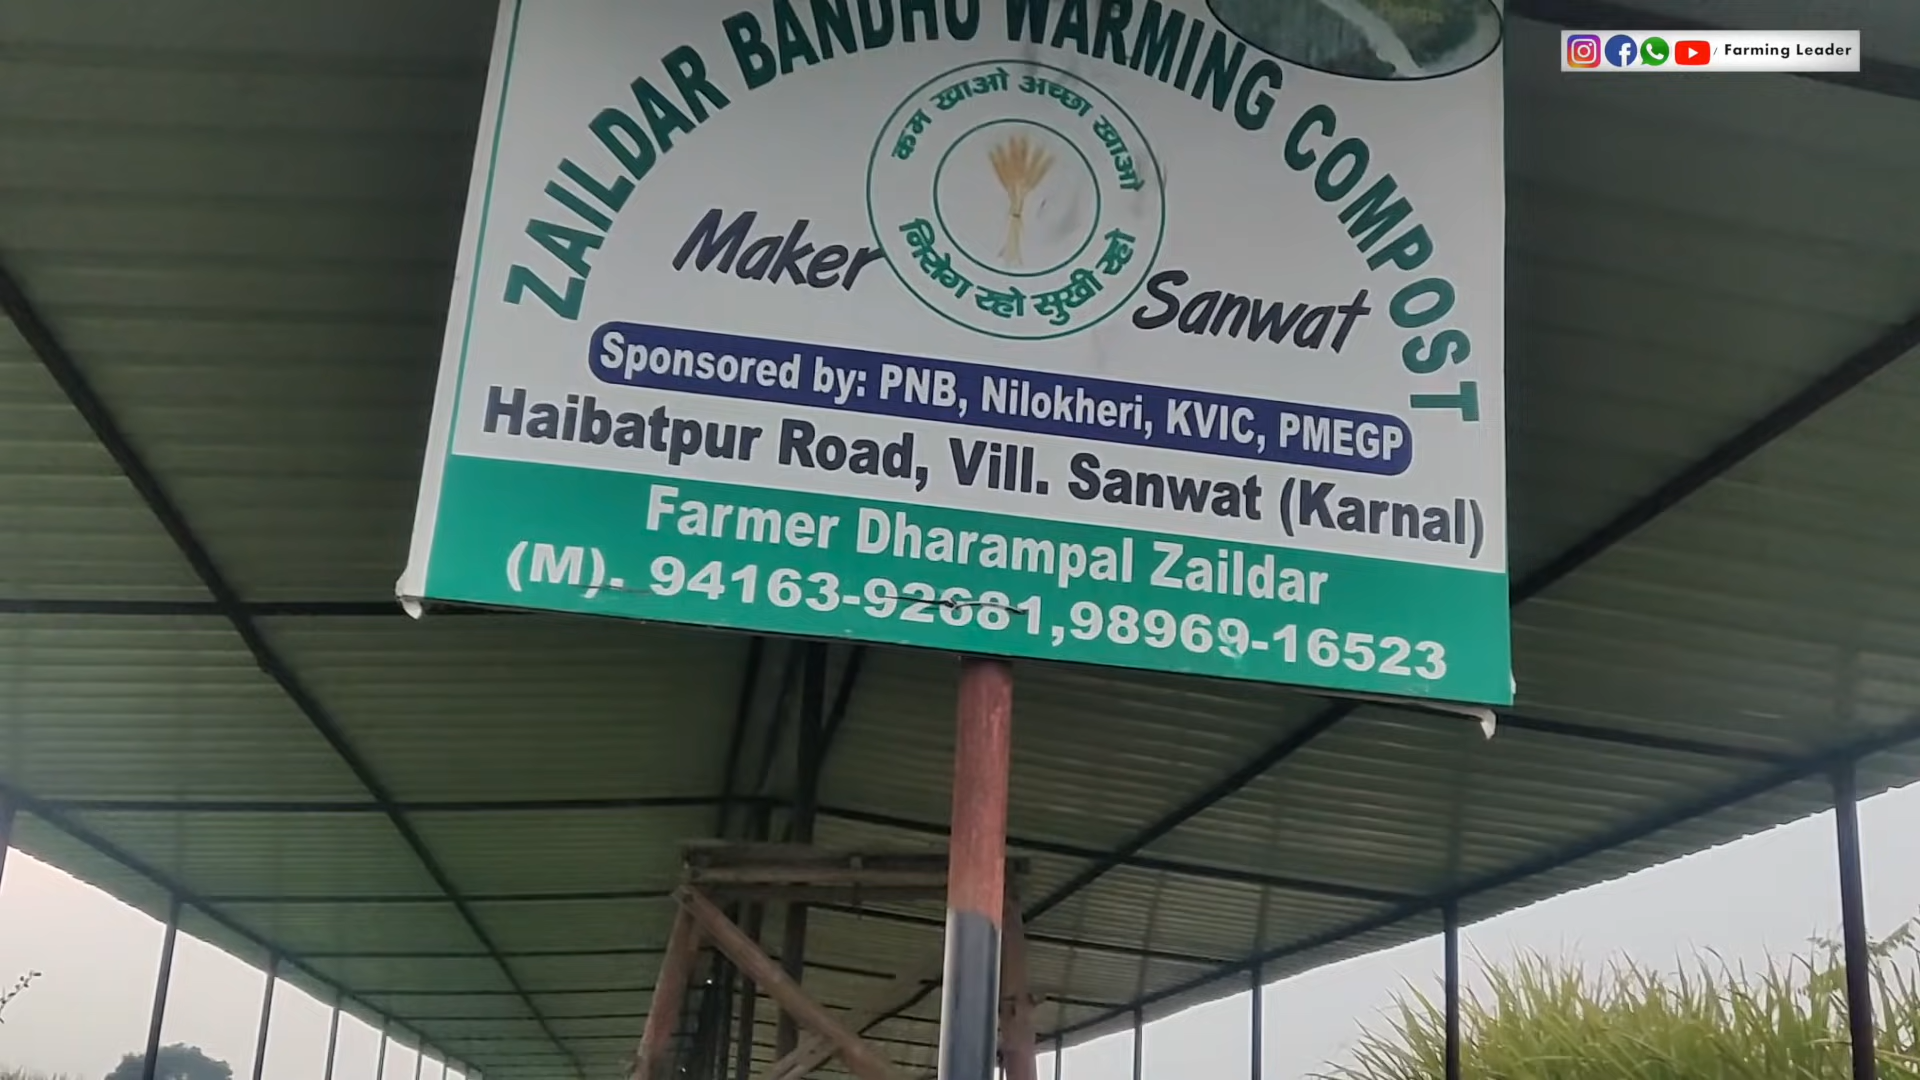 Farming Leader
ZAILDAR BANDHU WARMING COMPOST
कम खाओ अच्छा खाओ
निरोग रहो सुखी रहो
Maker Sanwat
Sponsored by: PNB, Nilokheri, KVIC, PMEGP
Haibatpur Road, Vill. Sanwat (Karnal)
Farmer Dharampal Zaildar
(M). 94163-92681,98969-16523